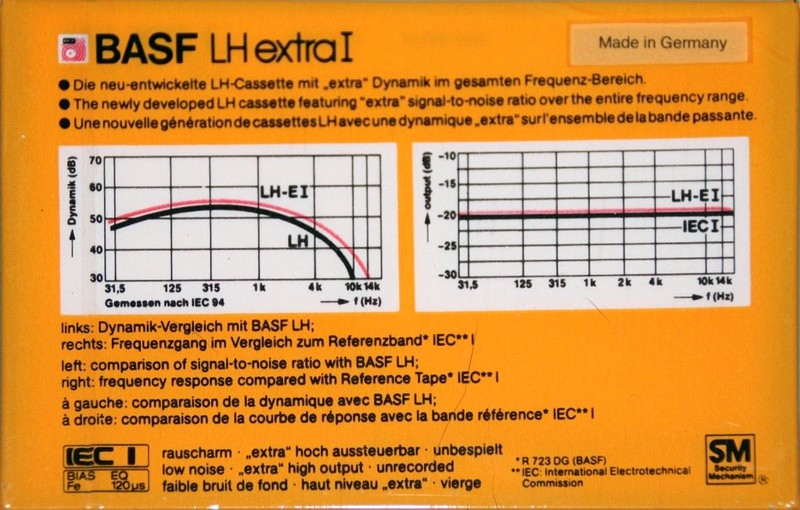 BASF LH extra I
Made in Germany
● Die neu-entwickelte LH-Cassette mit „extra" Dynamik im gesamten Frequenz-Bereich.
● The newly developed LH cassette featuring "extra" signal-to-noise ratio over the entire frequency range.
● Une nouvelle génération de cassettes LH avec une dynamique „extra" sur l'ensemble de la bande passante.
Dynamik (dB)
70
60
50
40
30
LH-E I
LH
31,5 125 315 1k 4k 10k 14k
Gemessen nach IEC 94
f (Hz)
output (dB)
-10
-15
-20
-25
-30
LH-E I
IEC I
31,5 125 315 1k 2k 4k 10k 14k
f (Hz)
links: Dynamik-Vergleich mit BASF LH;
rechts: Frequenzgang im Vergleich zum Referenzband* IEC** I
left: comparison of signal-to-noise ratio with BASF LH;
right: frequency response compared with Reference Tape* IEC** I
à gauche: comparaison de la dynamique avec BASF LH;
à droite: comparaison de la courbe de réponse avec la bande référence* IEC** I
IEC I
BIAS EQ
Fe 120µs
rauscharm · „extra" hoch aussteuerbar · unbespielt
low noise · „extra" high output · unrecorded
faible bruit de fond · haut niveau „extra" · vierge
* R 723 DG (BASF)
** IEC: International Electrotechnical
Commission
SM
Security
Mechanism
®